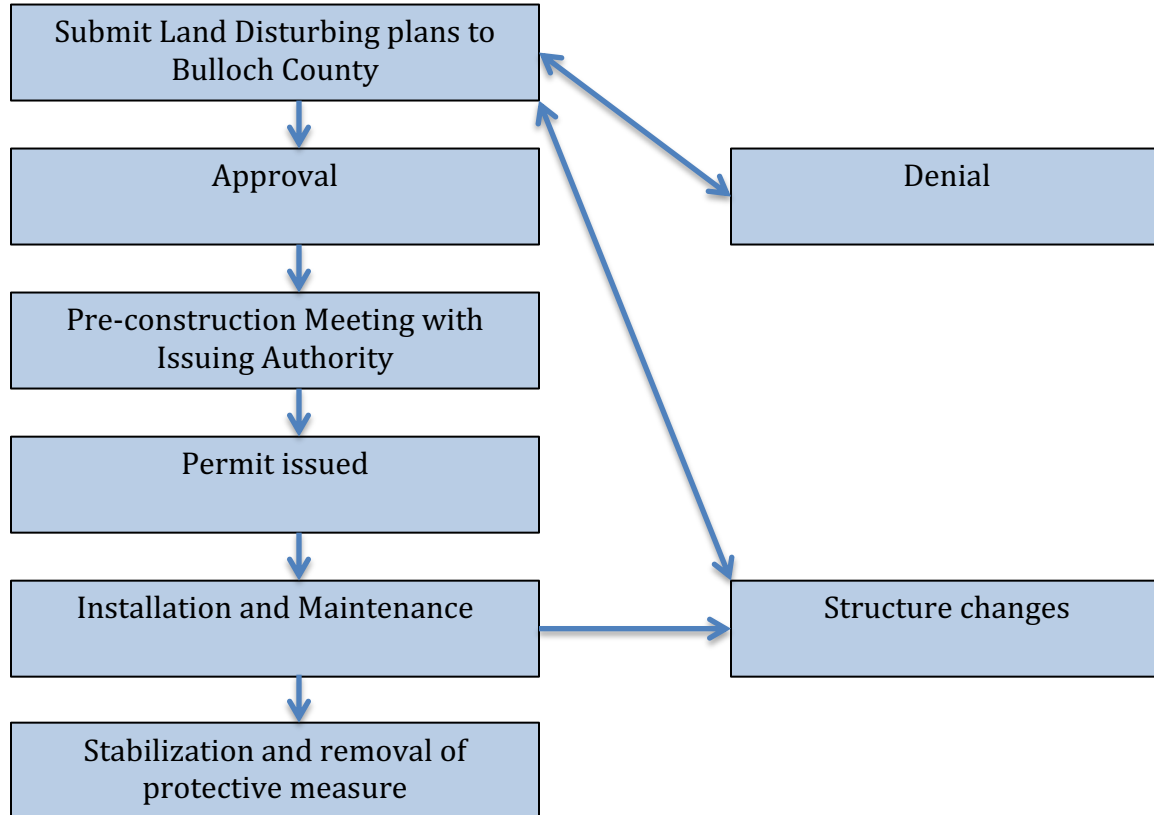 Submit Land Disturbing plans to
Bulloch County
Approval
Denial
Pre-construction Meeting with
Issuing Authority
Permit issued
Installation and Maintenance
Structure changes
Stabilization and removal of
protective measure